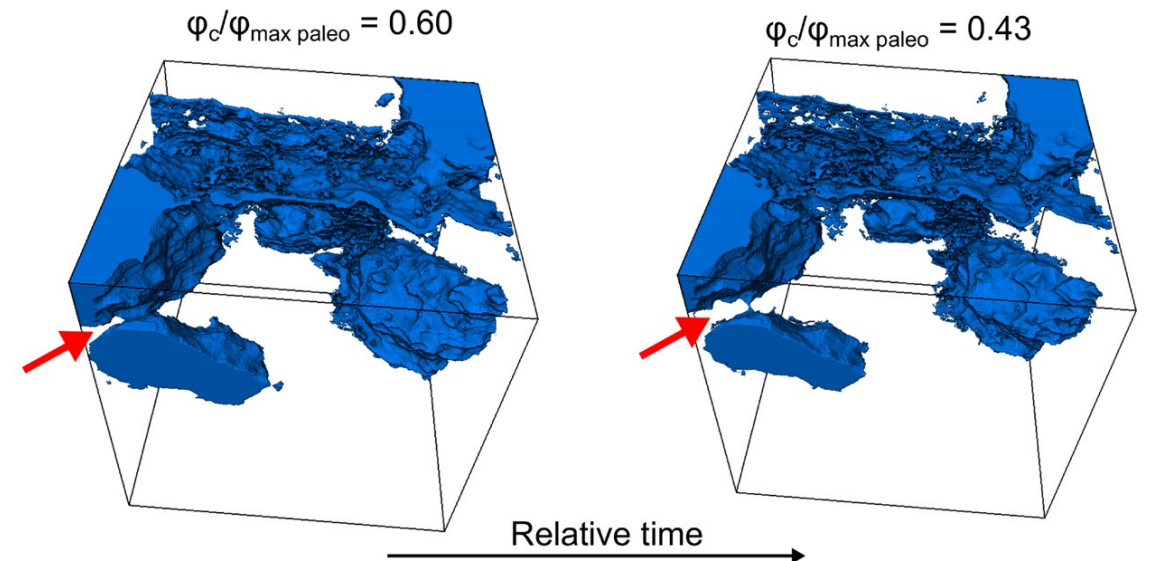 φc/φmax paleo = 0.60
φc/φmax paleo = 0.43
Relative time